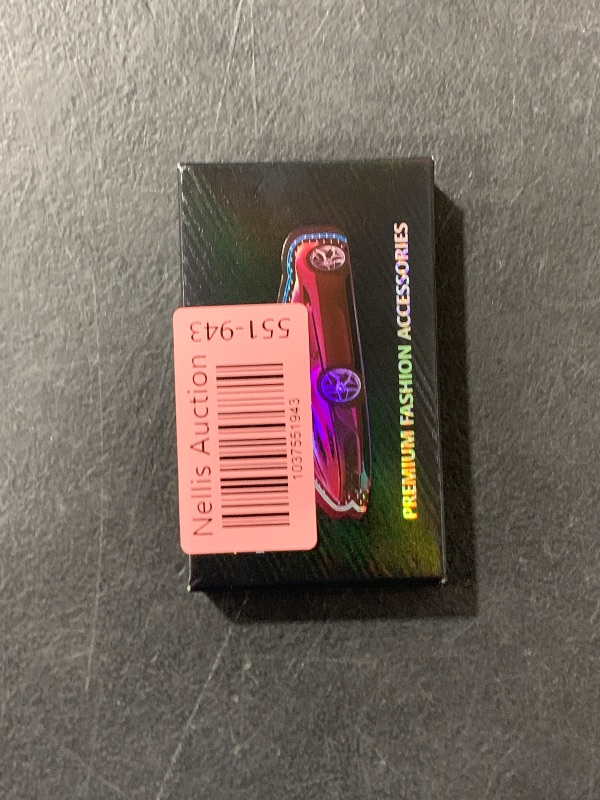 Nellis Auction
1037551943
551-943
PREMIUM FASHION ACCESSORIES